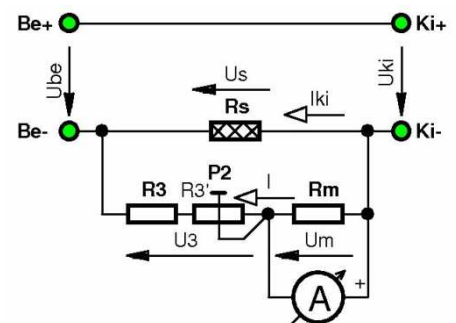 Be+ Ki+
Ube Us Uki
Rs Iki
Be- Ki-
R3 R3' P2 I Rm
U3 Um
A +